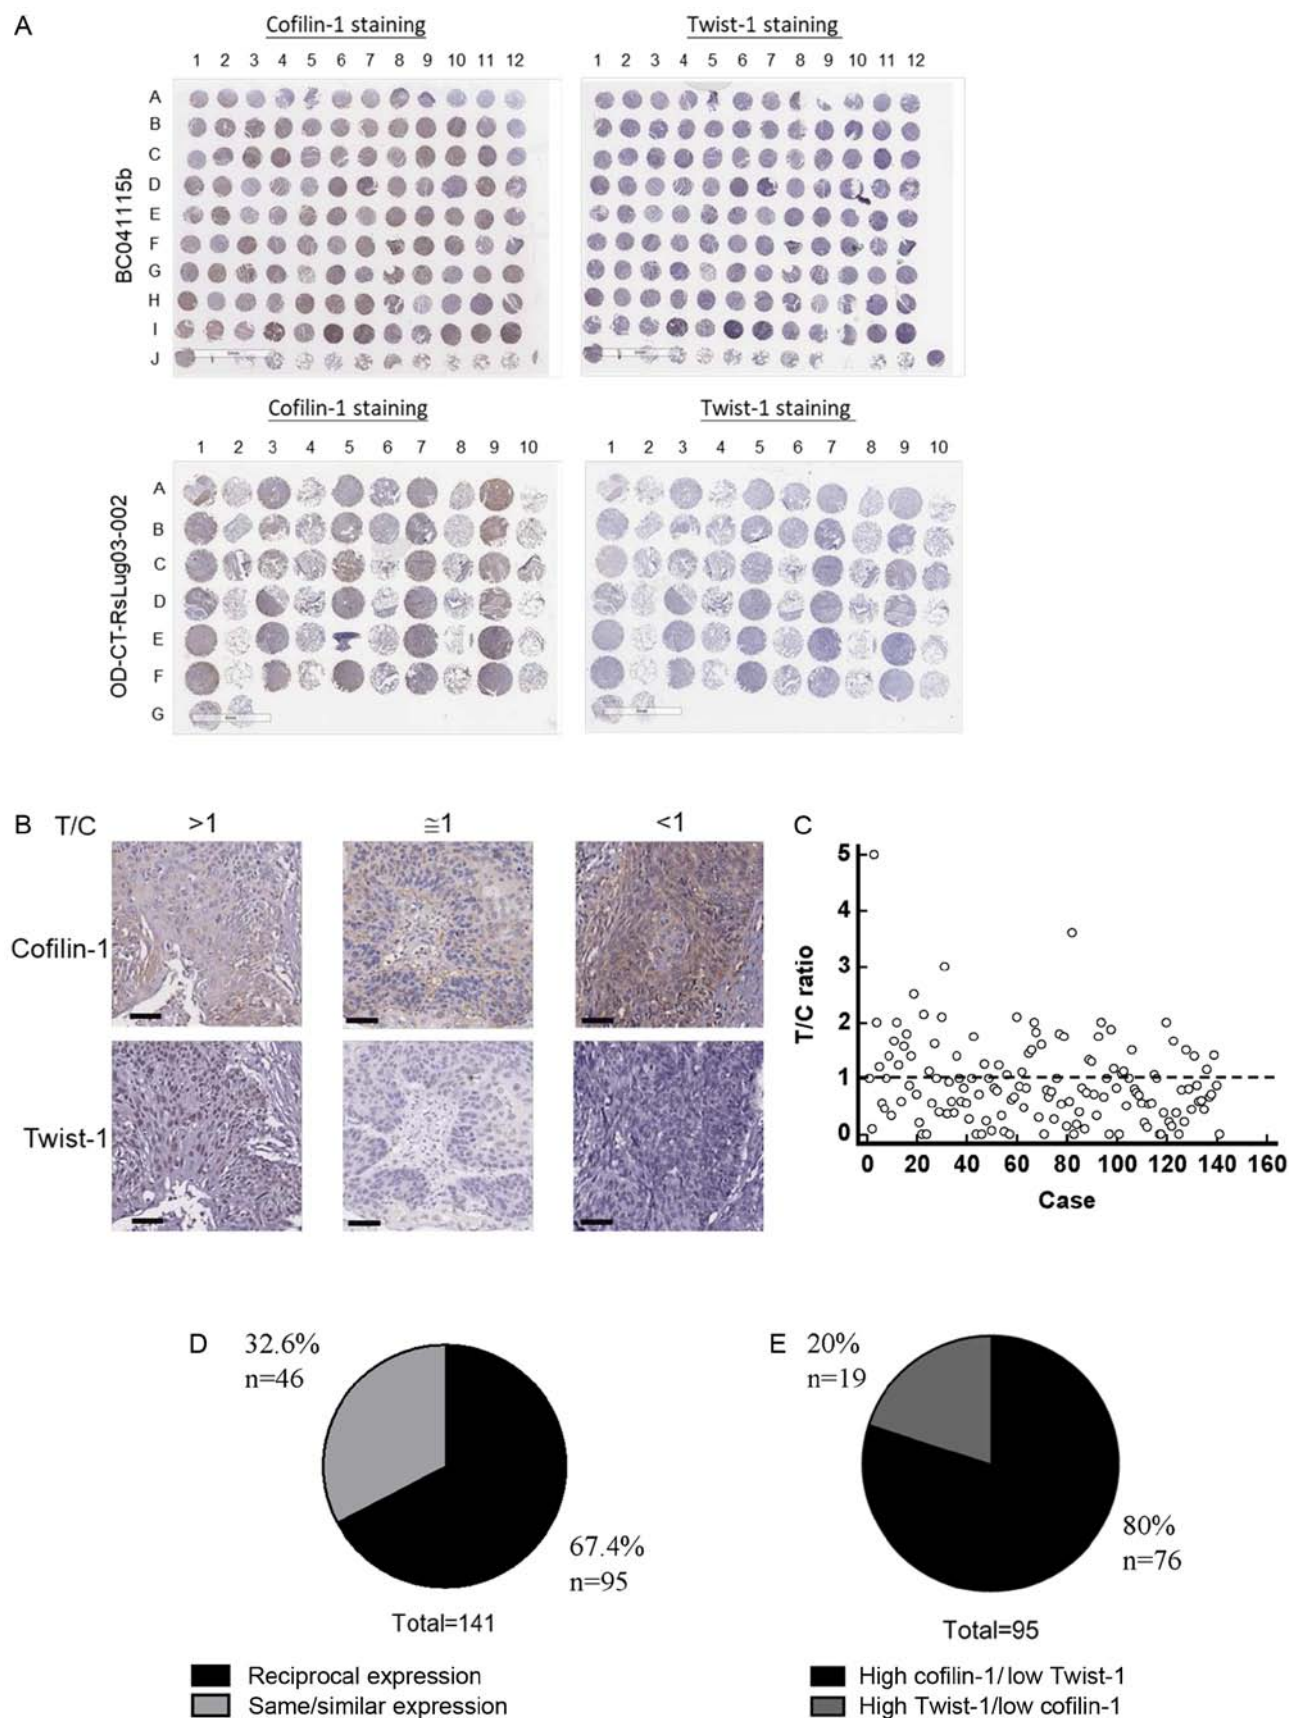 A
Cofilin-1 staining
Twist-1 staining
1 2 3 4 5 6 7 8 9 10 11 12
1 2 3 4 5 6 7 8 9 10 11 12
BC041115b
A
B
C
D
E
F
G
H
I
J
Cofilin-1 staining
Twist-1 staining
1 2 3 4 5 6 7 8 9 10
1 2 3 4 5 6 7 8 9 10
OD-CT-RsLug03-002
A
B
C
D
E
F
G
B T/C >1 ≅1 <1
Cofilin-1
Twist-1
C
T/C ratio
5
4
3
2
1
0
0 20 40 60 80 100 120 140 160
Case
D
32.6%
n=46
67.4%
n=95
Total=141
Reciprocal expression
Same/similar expression
E
20%
n=19
80%
n=76
Total=95
High cofilin-1/low Twist-1
High Twist-1/low cofilin-1